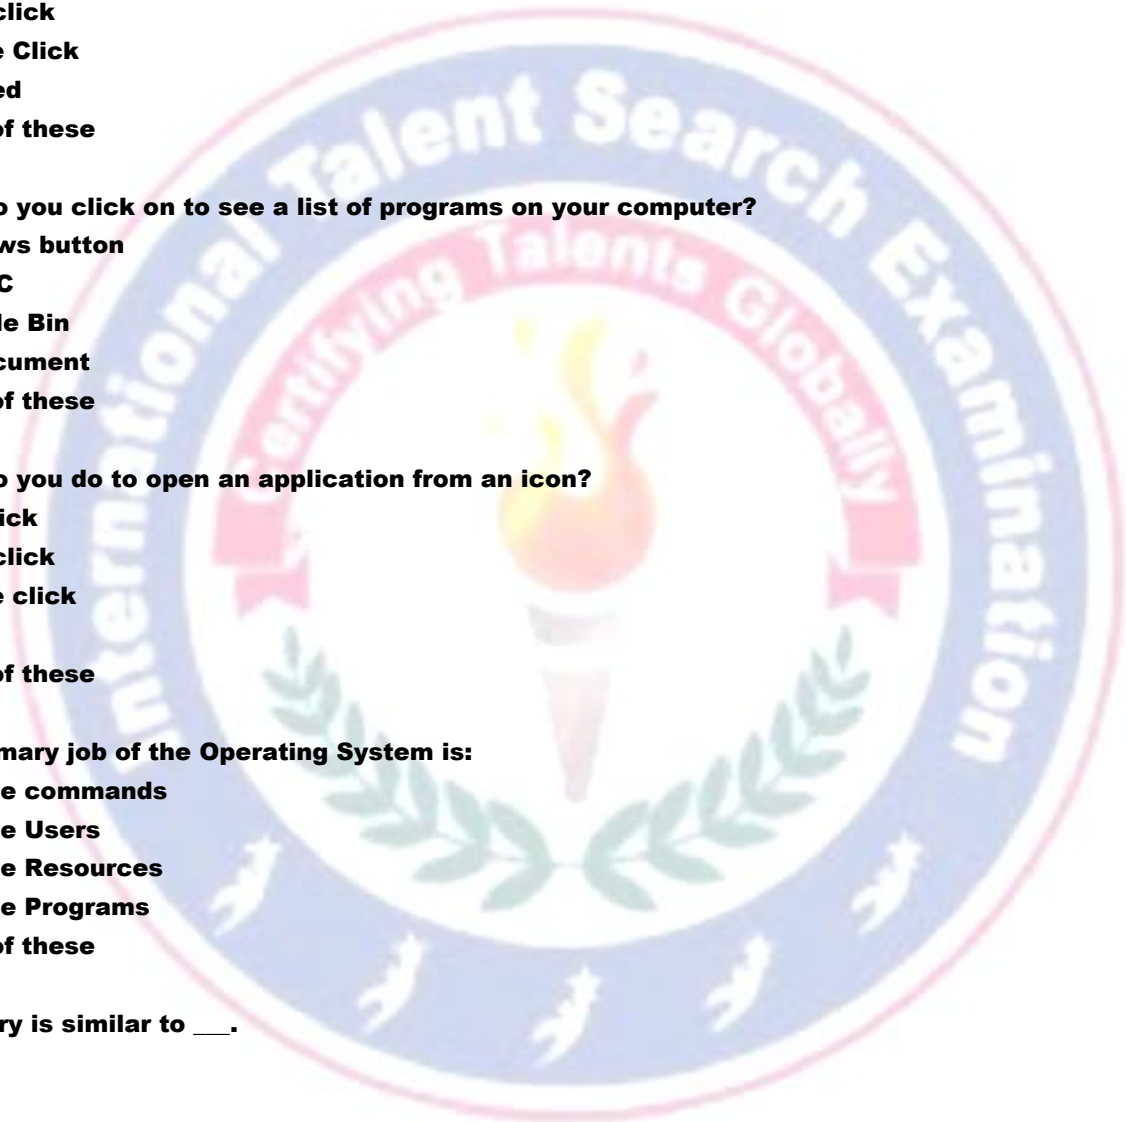 click
e Click
ed
of these
o you click on to see a list of programs on your computer?
ws button
C
le Bin
cument
of these
o you do to open an application from an icon?
ick
click
e click
of these
mary job of the Operating System is:
e commands
e Users
e Resources
e Programs
of these
ry is similar to ___.
International Talent Search Examination
Certifying Talents Globally